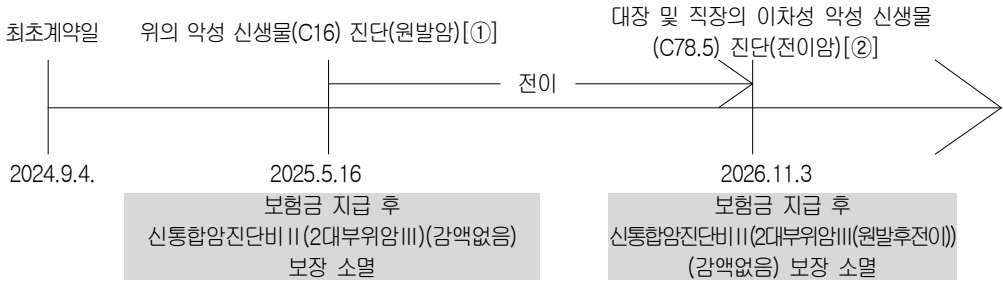 최초계약일
위의 악성 신생물(C16) 진단(원발암)[①]
대장 및 직장의 이차성 악성 신생물
(C78.5) 진단(전이암)[②]
전이
2024.9.4.
2025.5.16
2026.11.3
보험금 지급 후
신통합암진단비Ⅱ(2대부위암Ⅲ)(감액없음)
보장 소멸
보험금 지급 후
신통합암진단비Ⅱ(2대부위암Ⅲ(원발후전이))
(감액없음) 보장 소멸